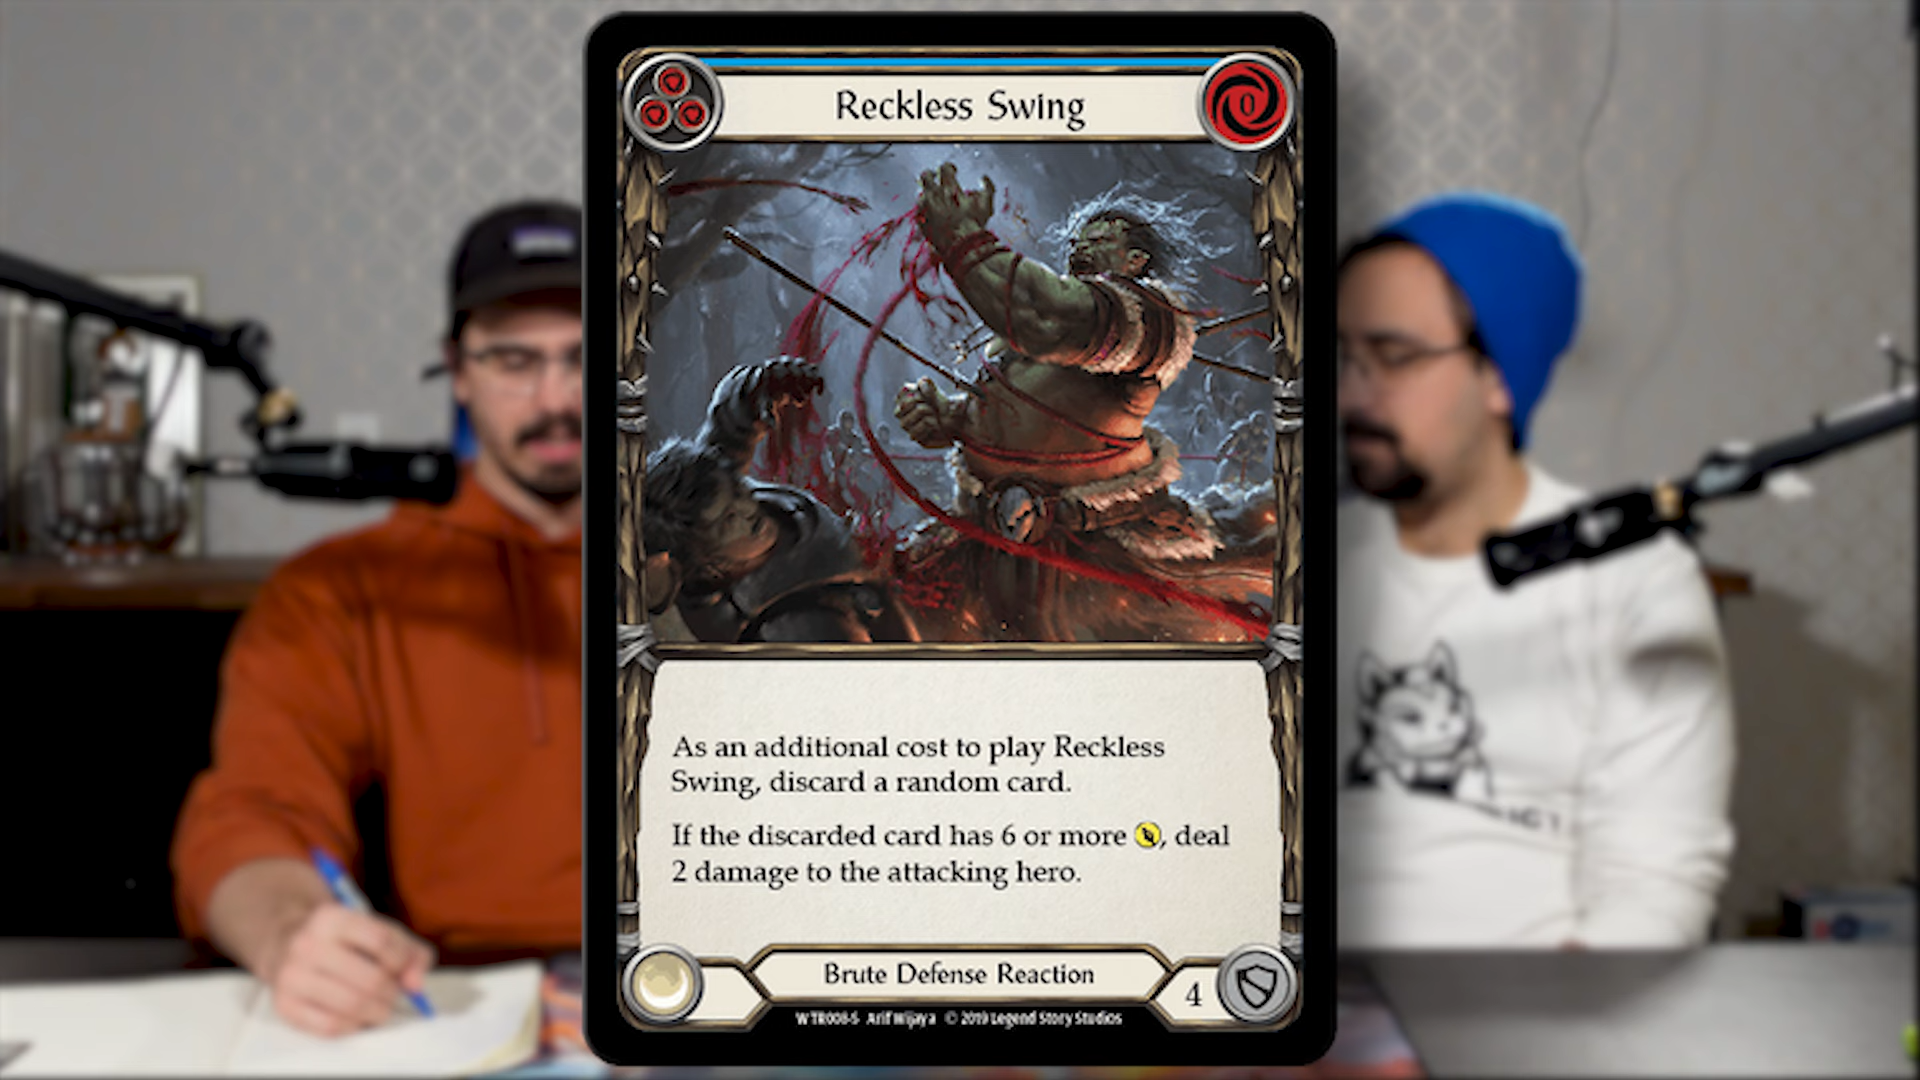 Reckless Swing
0
As an additional cost to play Reckless
Swing, discard a random card.
If the discarded card has 6 or more , deal
2 damage to the attacking hero.
Brute Defense Reaction
4
WTR008-S Arif Wijaya © 2019 Legend Story Studios